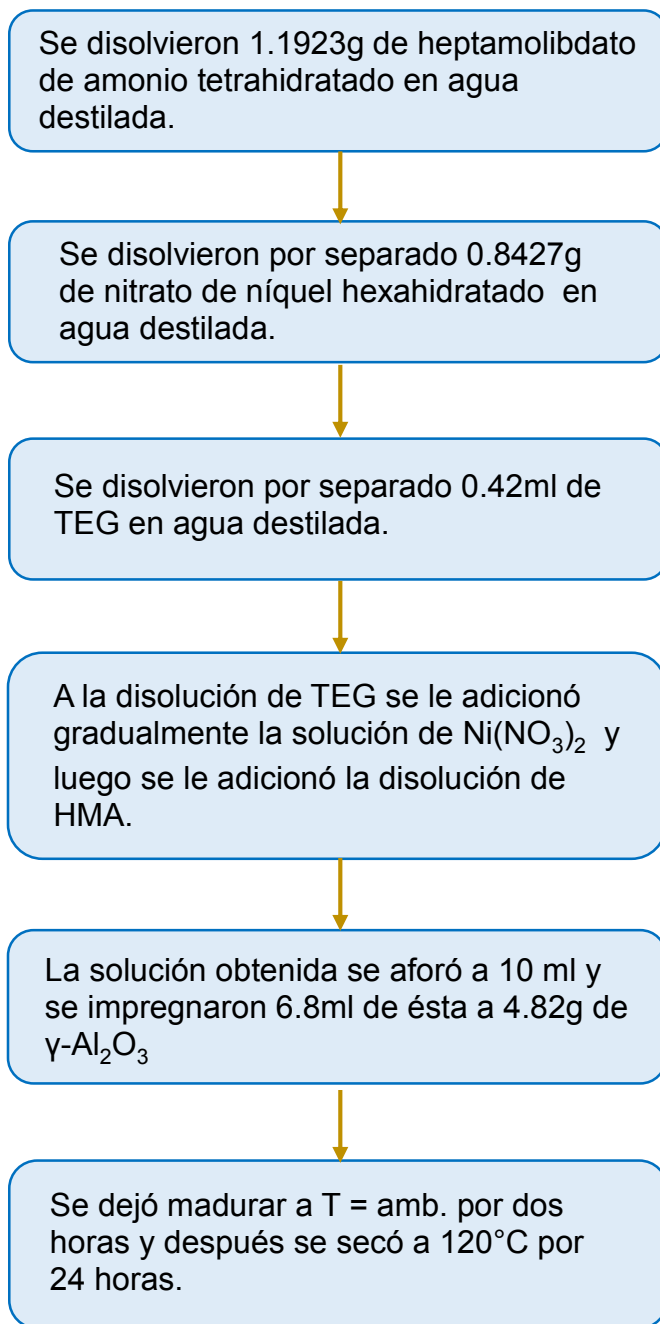 Se disolvieron 1.1923g de heptamolibdato
de amonio tetrahidratado en agua
destilada.
Se disolvieron por separado 0.8427g
de nitrato de níquel hexahidratado en
agua destilada.
Se disolvieron por separado 0.42ml de
TEG en agua destilada.
A la disolución de TEG se le adicionó
gradualmente la solución de Ni(NO₃)₂ y
luego se le adicionó la disolución de
HMA.
La solución obtenida se aforó a 10 ml y
se impregnaron 6.8ml de ésta a 4.82g de
γ-Al₂O₃
Se dejó madurar a T = amb. por dos
horas y después se secó a 120°C por
24 horas.